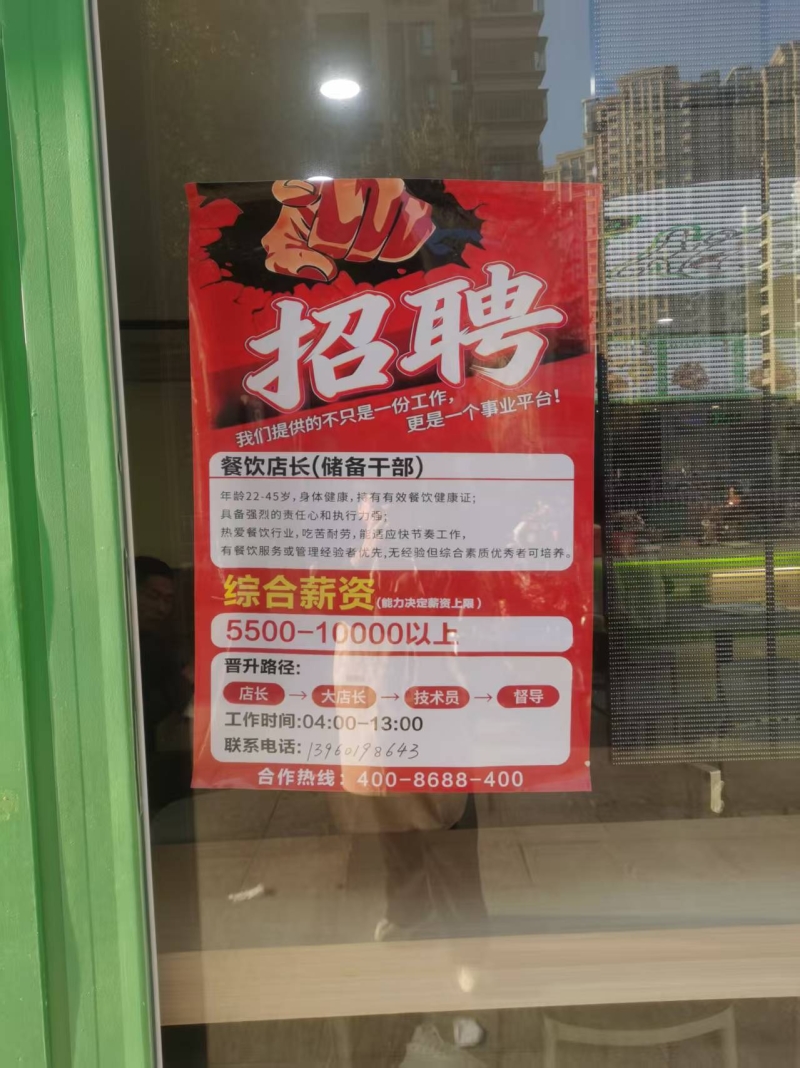 招聘
我们提供的不只是一份工作，
更是一个事业平台！
餐饮店长(储备干部)
年龄22-45岁，身体健康，拥有有效餐饮健康证；
具备强烈的责任心和执行力强；
热爱餐饮行业，吃苦耐劳，能适应快节奏工作，
有餐饮服务或管理经验者优先,无经验但综合素质优秀者可培养。
综合薪资(能力决定薪资上限)
5500-10000以上
晋升路径：
店长→大店长→技术员→督导
工作时间:04:00-13:00
联系电话：13960198643
合作热线：400-8688-400